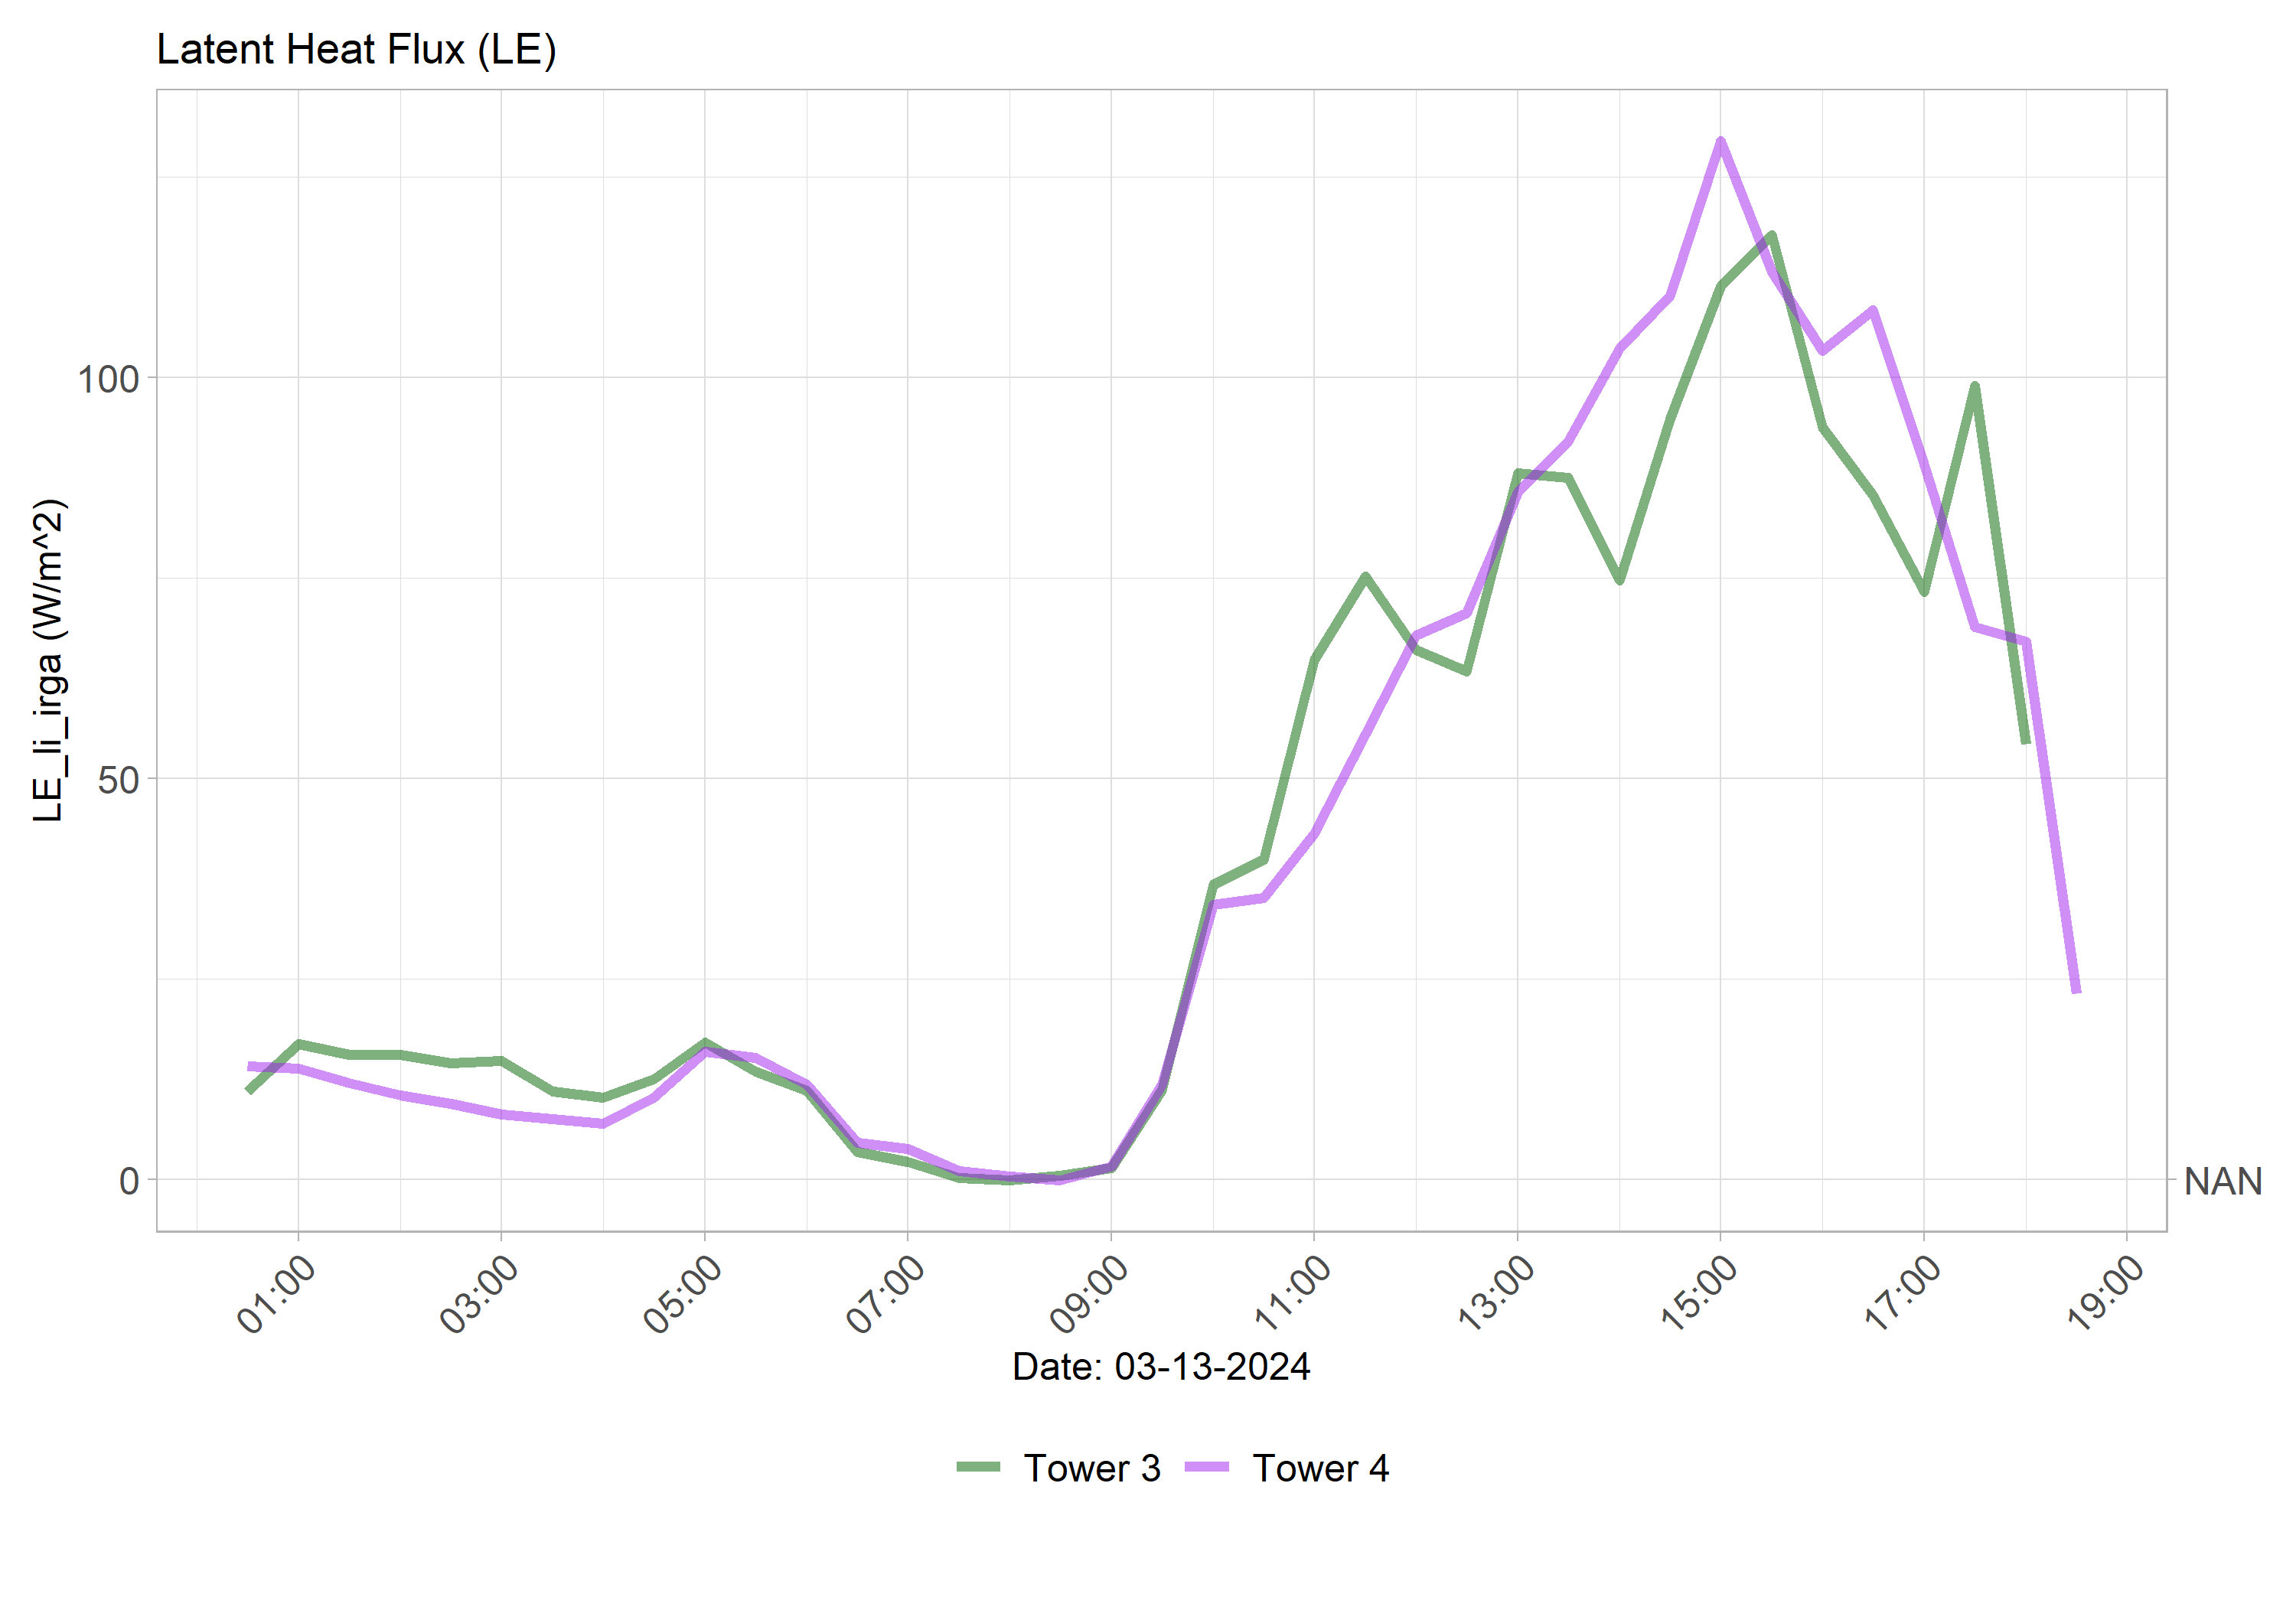 Latent Heat Flux (LE)
LE_li_irga (W/m^2)
100
50
0
NAN
01:00
03:00
05:00
07:00
09:00
11:00
13:00
15:00
17:00
19:00
Date: 03-13-2024
Tower 3
Tower 4